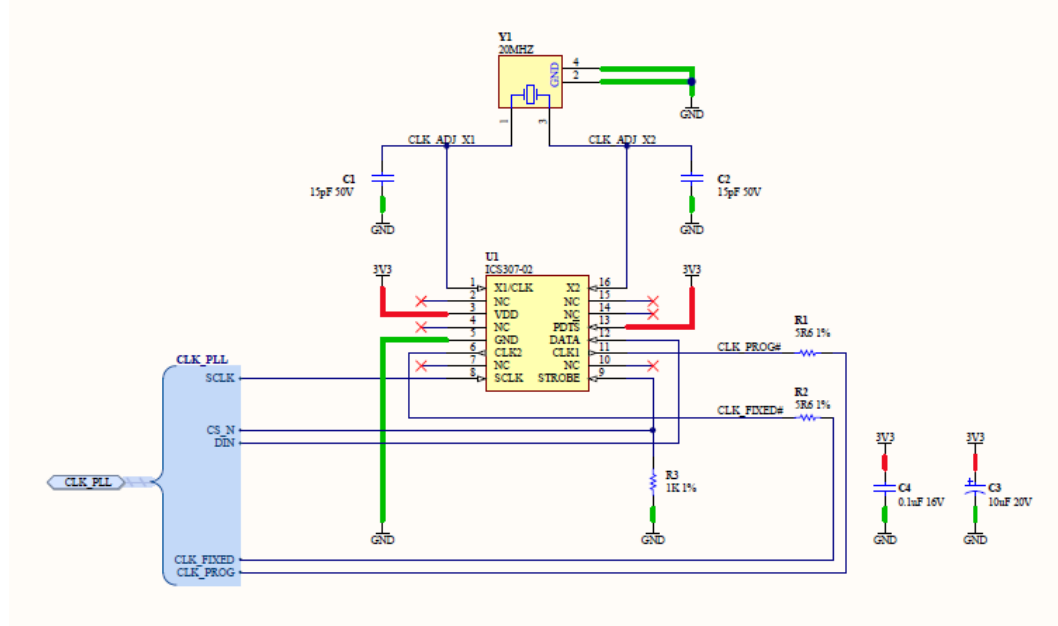 Y1
20MHZ
GND
4
2
GND
1
3
CLK_ADJ_X1
CLK_ADJ_X2
C1
15pF 50V
C2
15pF 50V
GND
GND
U1
ICS307-02
3V3
3V3
1 X1/CLK X2 16
2 NC NC 15
3 VDD NC 14
4 NC PDTS 13
5 GND DATA 12
6 CLK2 CLK1 11
7 NC NC 10
8 SCLK STROBE 9
R1
5R6 1%
CLK_PROG#
R2
5R6 1%
CLK_FIXED#
CLK_PLL
SCLK
CS_N
DIN
CLK_PLL
R3
1K 1%
GND
GND
3V3
C4
0.1uF 16V
GND
3V3
+
C3
10uF 20V
GND
CLK_FIXED
CLK_PROG